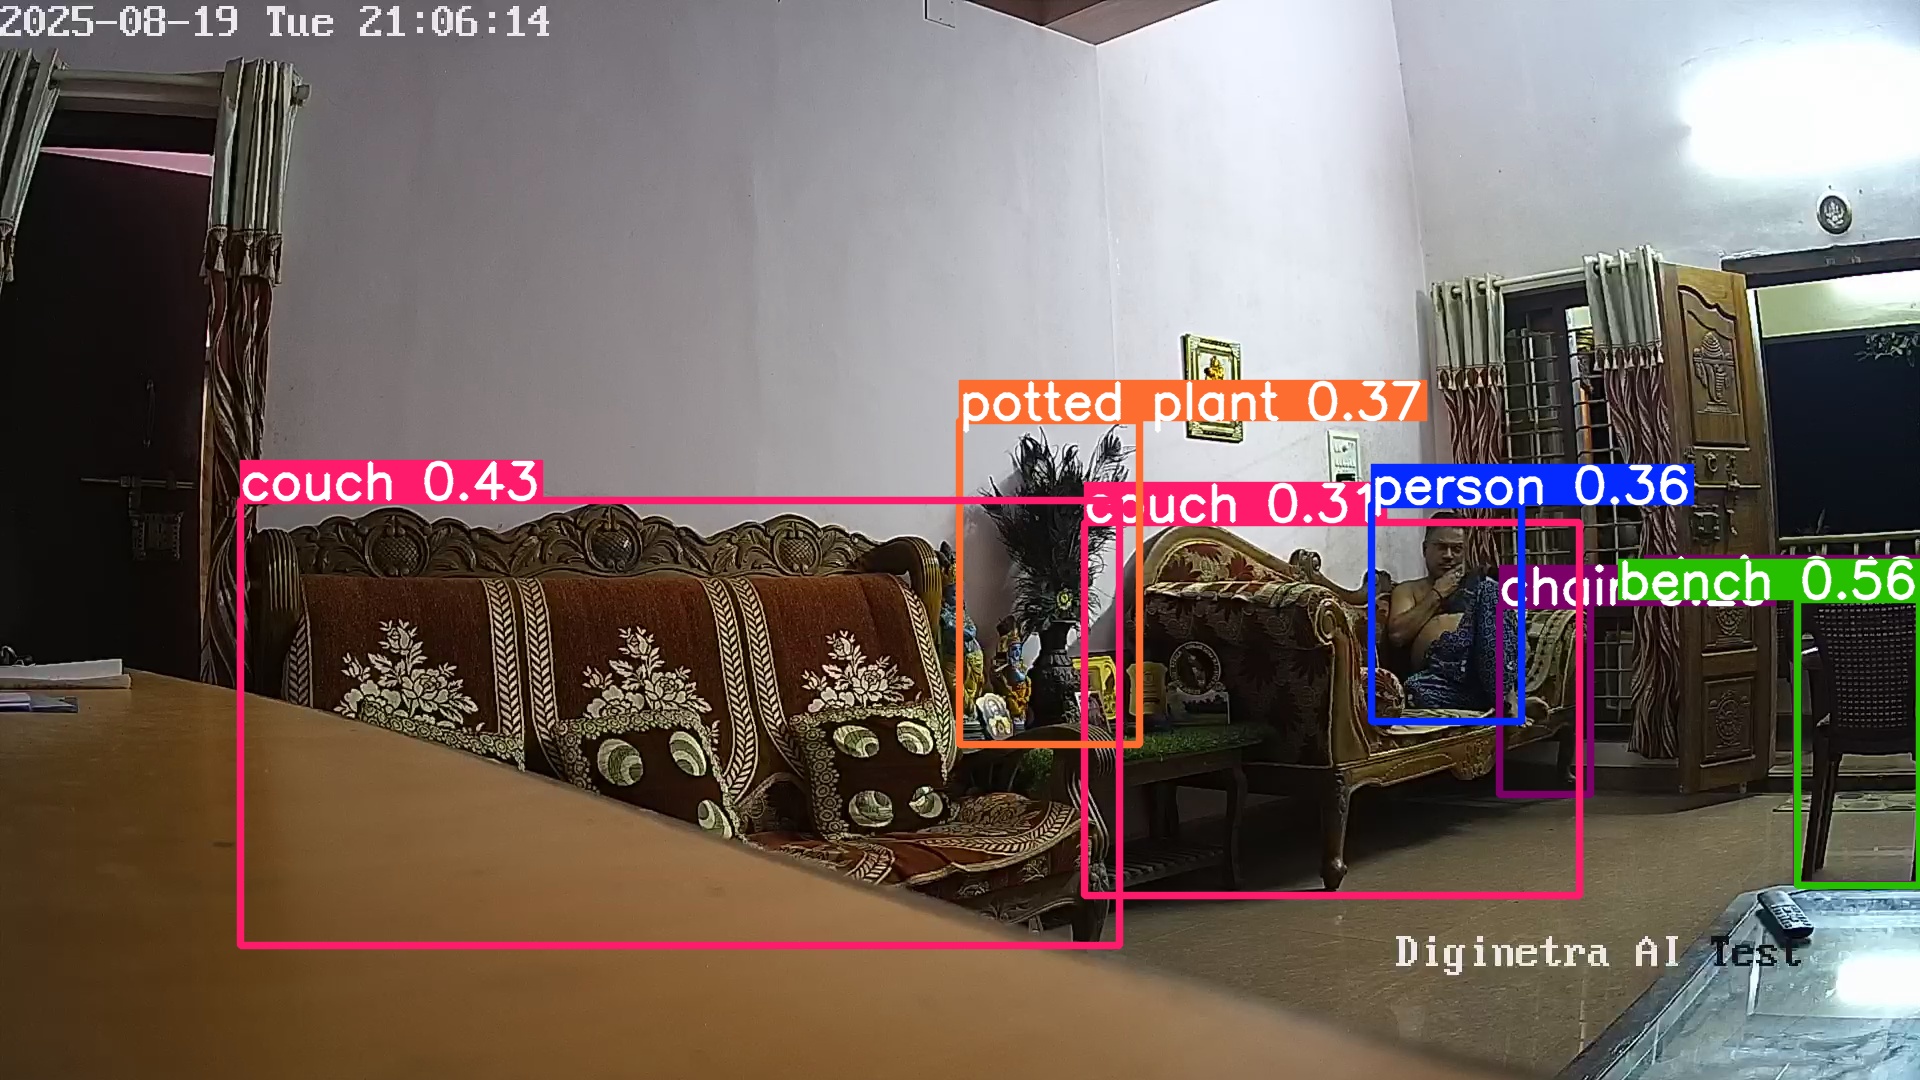 2025-08-19 Tue 21:06:14
potted plant 0.37
couch 0.43
couch 0.31
person 0.36
chair
bench 0.56
Diginetra AI Test